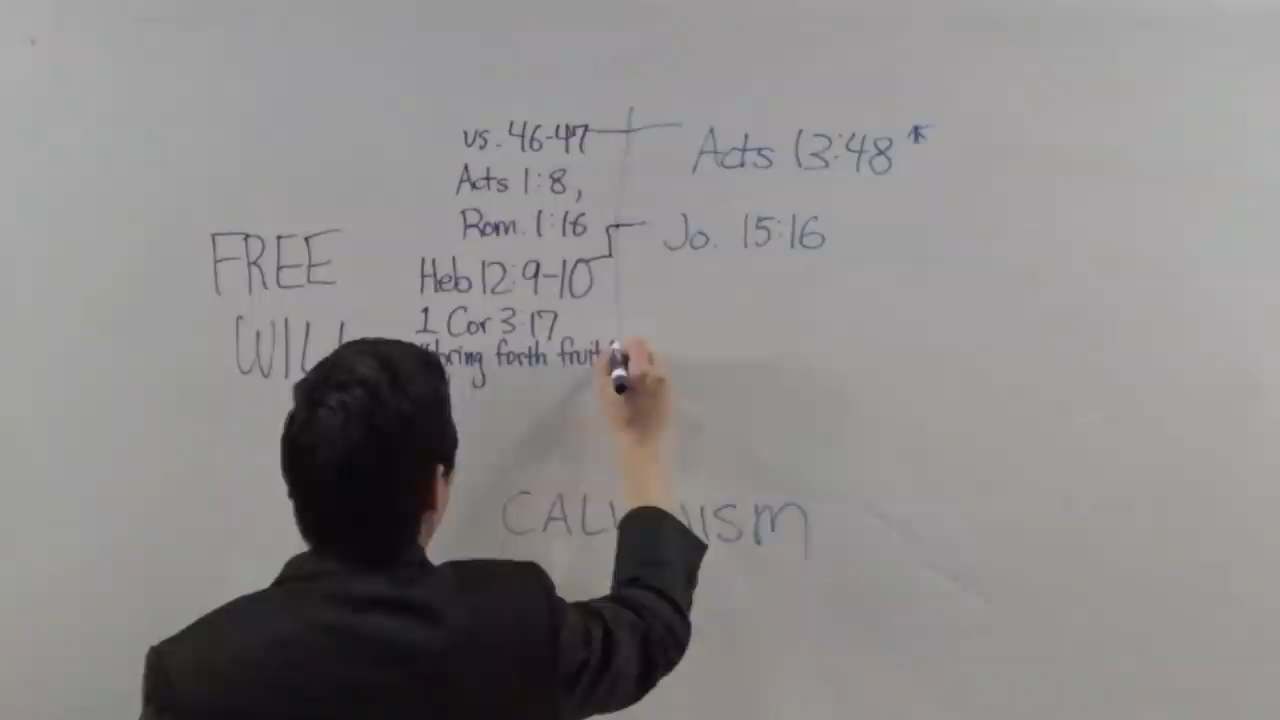 vs. 46-47
Acts 13:48*
Acts 1:8,
Rom. 1:16
Jo. 15:16
FREE
Heb 12:9-10
1 Cor 3:17
"bring forth fruit"